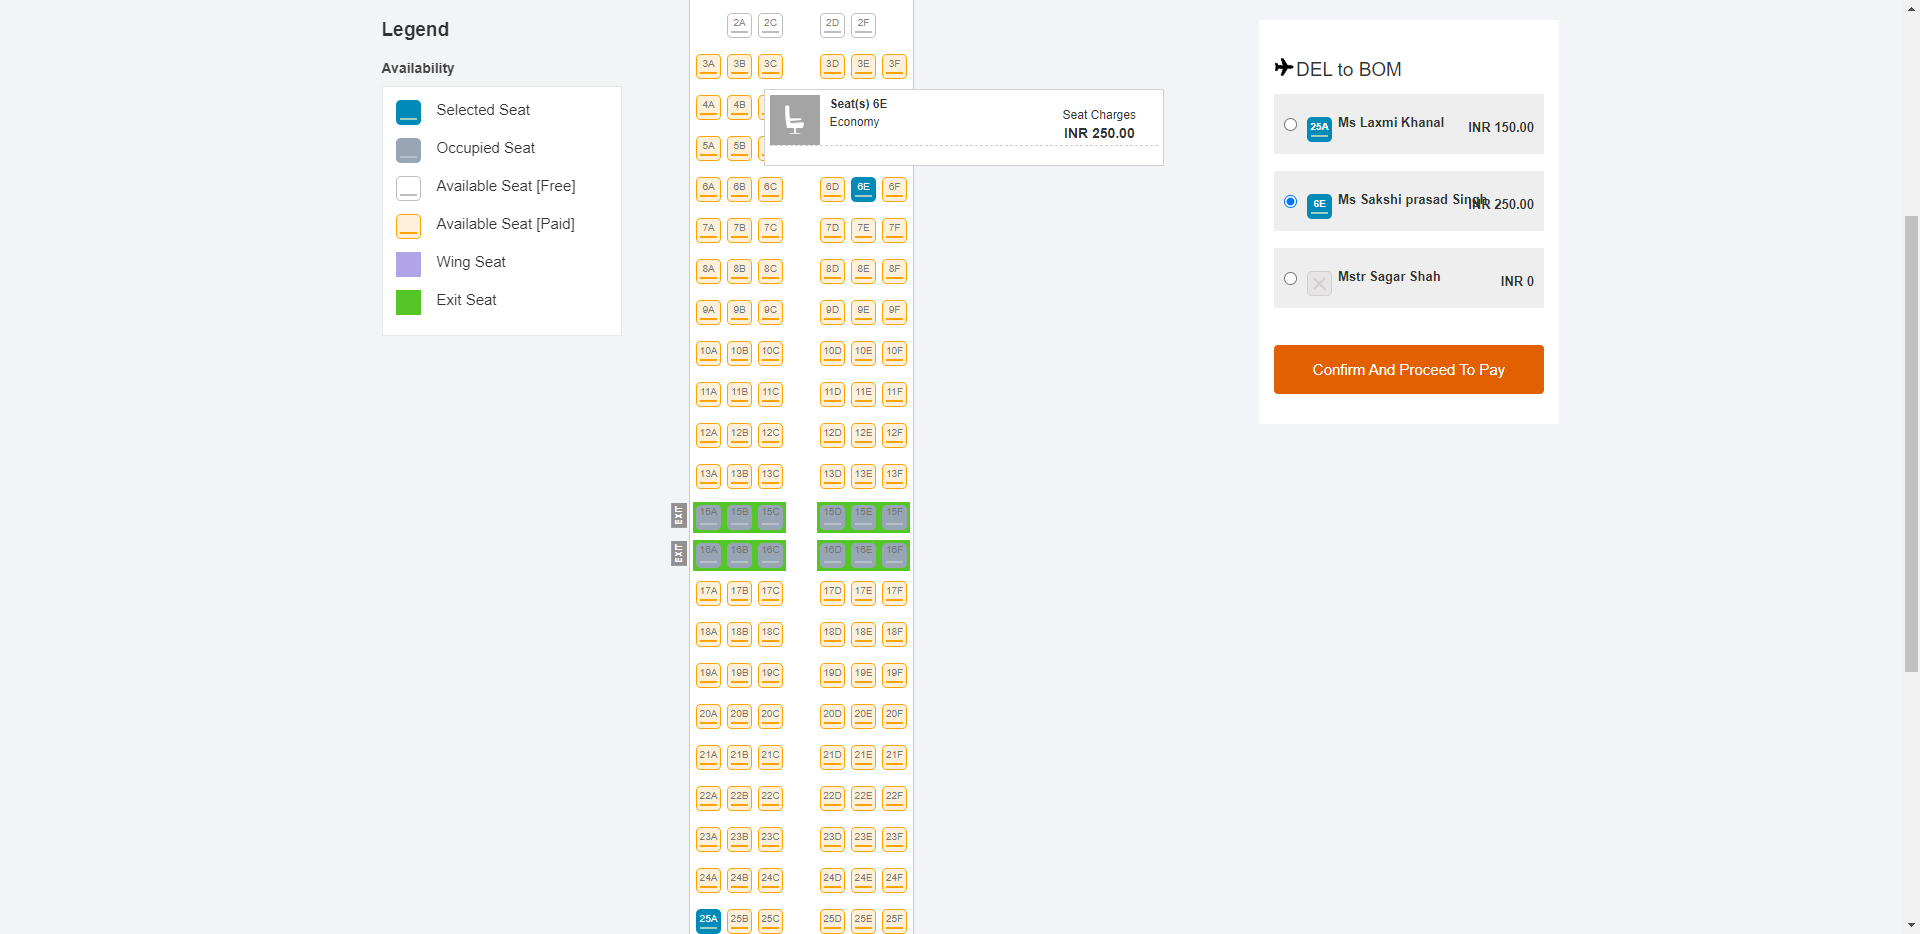 Legend
Availability
Selected Seat
Occupied Seat
Available Seat [Free]
Available Seat [Paid]
Wing Seat
Exit Seat
2A 2C 2D 2F
3A 3B 3C 3D 3E 3F
4A 4B
Seat(s) 6E
Economy
Seat Charges
INR 250.00
5A 5B
6A 6B 6C 6D 6E 6F
7A 7B 7C 7D 7E 7F
8A 8B 8C 8D 8E 8F
9A 9B 9C 9D 9E 9F
10A 10B 10C 10D 10E 10F
11A 11B 11C 11D 11E 11F
12A 12B 12C 12D 12E 12F
13A 13B 13C 13D 13E 13F
EXIT 15A 15B 15C 15D 15E 15F
EXIT 16A 16B 16C 16D 16E 16F
17A 17B 17C 17D 17E 17F
18A 18B 18C 18D 18E 18F
19A 19B 19C 19D 19E 19F
20A 20B 20C 20D 20E 20F
21A 21B 21C 21D 21E 21F
22A 22B 22C 22D 22E 22F
23A 23B 23C 23D 23E 23F
24A 24B 24C 24D 24E 24F
25A 25B 25C 25D 25E 25F
DEL to BOM
25A Ms Laxmi Khanal INR 150.00
6E Ms Sakshi prasad Singh INR 250.00
Mstr Sagar Shah INR 0
Confirm And Proceed To Pay